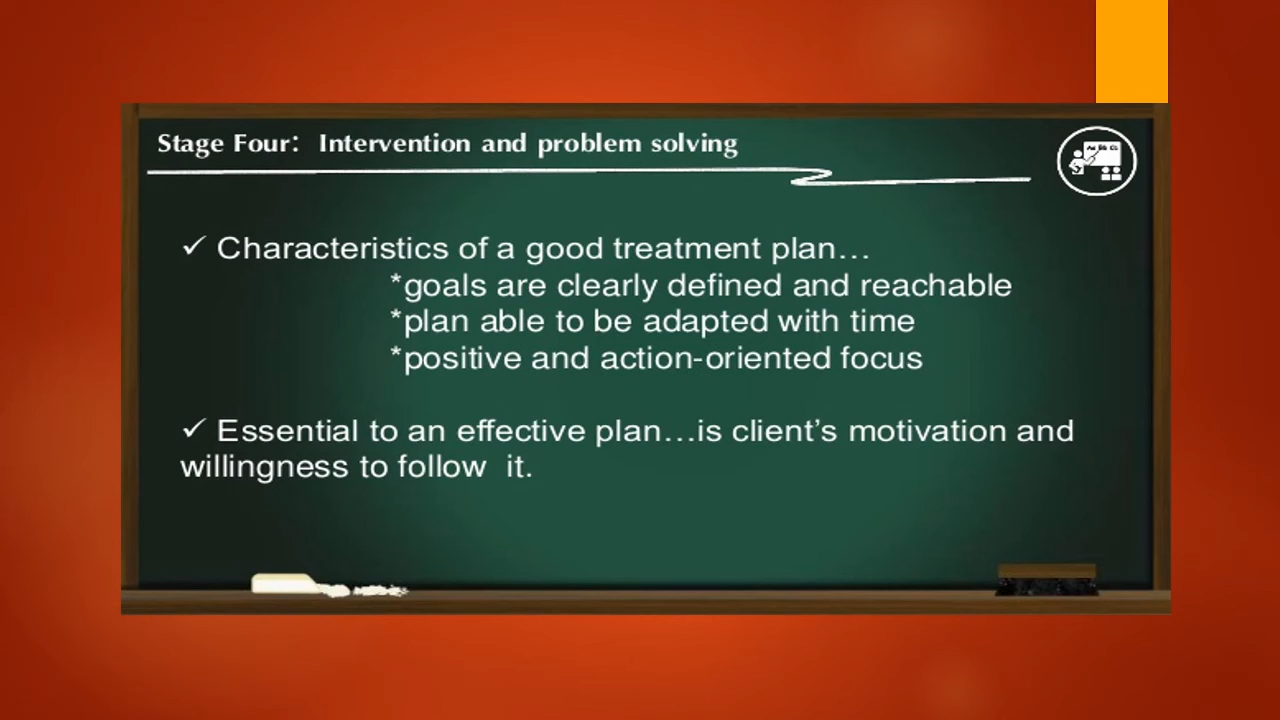 Stage Four: Intervention and problem solving
✓ Characteristics of a good treatment plan…
*goals are clearly defined and reachable
*plan able to be adapted with time
*positive and action-oriented focus
✓ Essential to an effective plan…is client's motivation and
willingness to follow it.